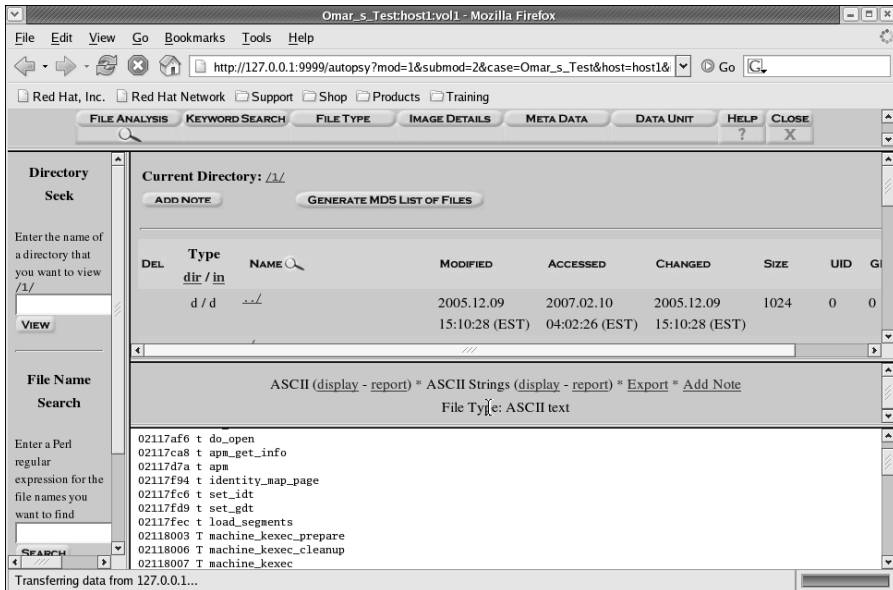 Omar_s_Test:host1:vol1 - Mozilla Firefox
File Edit View Go Bookmarks Tools Help
http://127.0.0.1:9999/autopsy?mod=1&submod=2&case=Omar_s_Test&host=host1& Go G
Red Hat, Inc. Red Hat Network Support Shop Products Training
FILE ANALYSIS KEYWORD SEARCH FILE TYPE IMAGE DETAILS META DATA DATA UNIT HELP CLOSE
? X
Directory
Seek
Enter the name of
a directory that
you want to view
/1/
VIEW
File Name
Search
Enter a Perl
regular
expression for the
file names you
want to find
SEARCH
Current Directory: /1/
ADD NOTE GENERATE MD5 LIST OF FILES
DEL Type NAME MODIFIED ACCESSED CHANGED SIZE UID GI
dir / in
d / d ../ 2005.12.09 2007.02.10 2005.12.09 1024 0 0
15:10:28 (EST) 04:02:26 (EST) 15:10:28 (EST)
ASCII (display - report) * ASCII Strings (display - report) * Export * Add Note
File Type: ASCII text
02117af6 t do_open
02117ca8 t apm_get_info
02117d7a t apm
02117f94 t identity_map_page
02117fc6 t set_idt
02117fd9 t set_gdt
02117fec t load_segments
02118003 T machine_kexec_prepare
02118006 T machine_kexec_cleanup
02118007 T machine_kexec
Transferring data from 127.0.0.1...